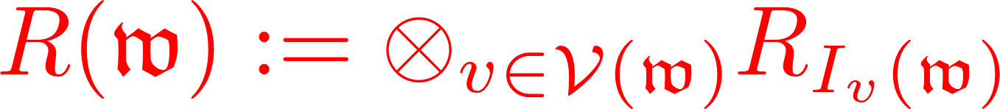 R(𝔴) := ⊗_{v∈𝒱(𝔴)} R_{I_v(𝔴)}